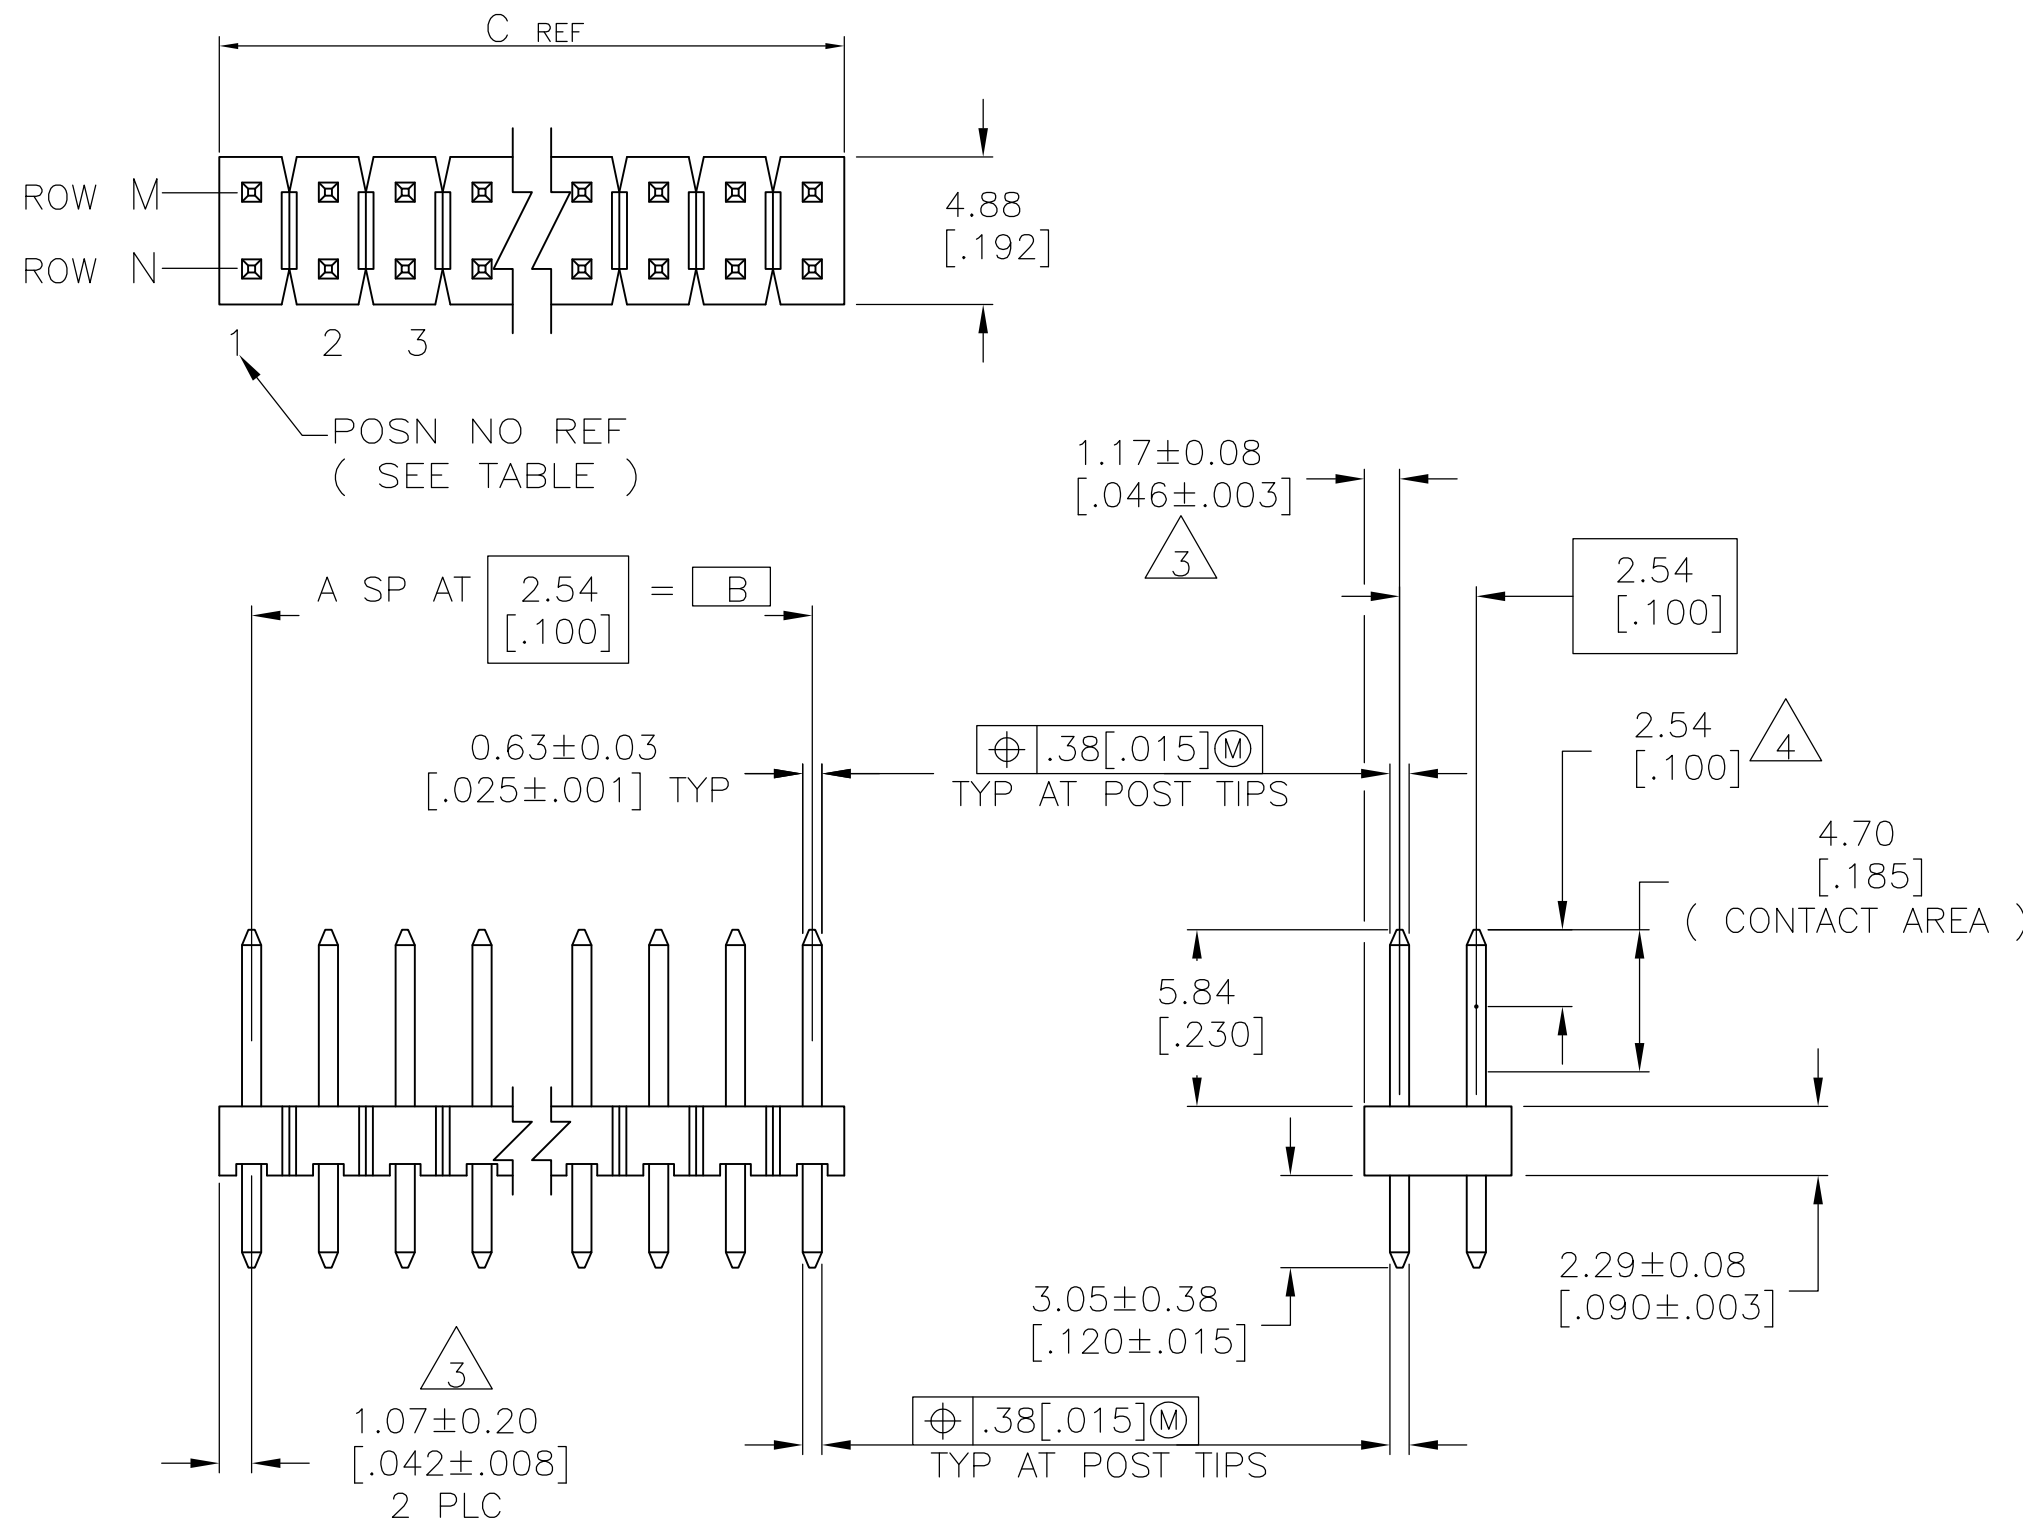 C REF
ROW M
ROW N
4.88
[.192]
1 2 3
POSN NO REF
( SEE TABLE )
1.17±0.08
[.046±.003]
3
A SP AT 2.54 = B
[.100]
2.54
[.100]
0.63±0.03
[.025±.001] TYP
⌖ .38[.015]Ⓜ
TYP AT POST TIPS
2.54
[.100]
4
4.70
[.185]
( CONTACT AREA )
5.84
[.230]
2.29±0.08
[.090±.003]
3.05±0.38
[.120±.015]
3
1.07±0.20
[.042±.008]
2 PLC
⌖ .38[.015]Ⓜ
TYP AT POST TIPS